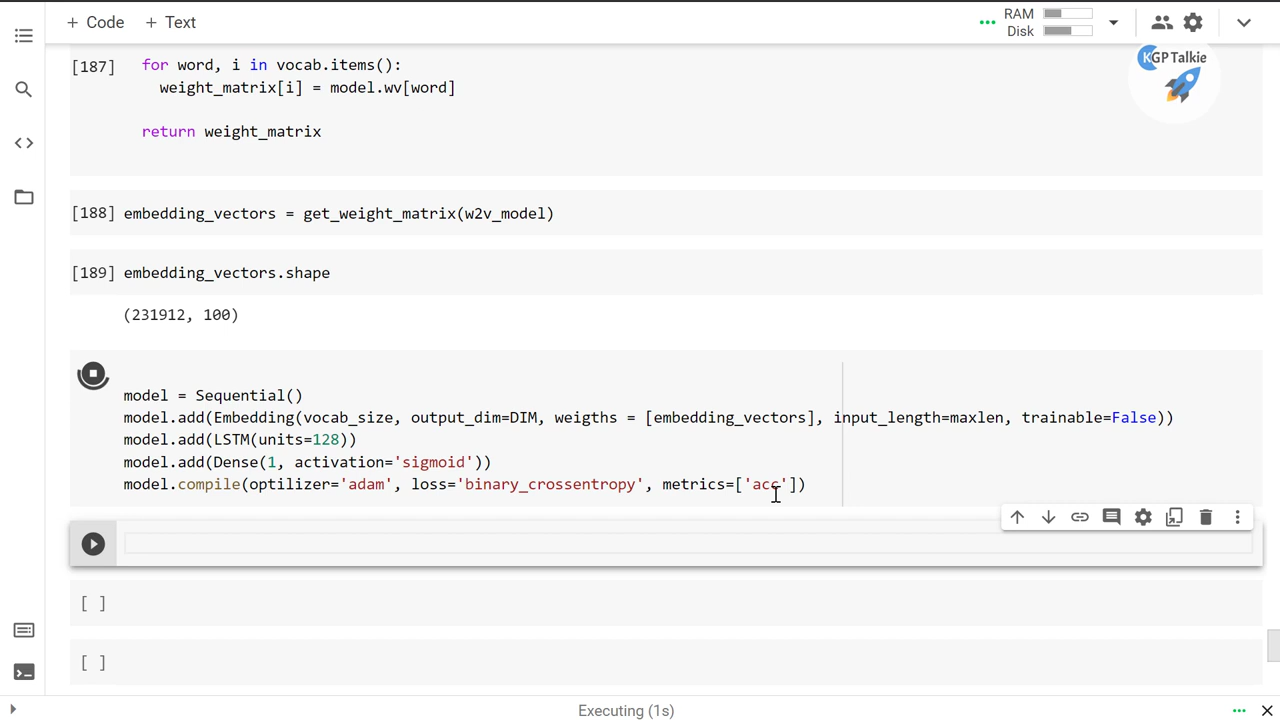 + Code + Text
RAM
Disk
KGP Talkie
[187] for word, i in vocab.items():
weight_matrix[i] = model.wv[word]
return weight_matrix
[188] embedding_vectors = get_weight_matrix(w2v_model)
[189] embedding_vectors.shape
(231912, 100)
model = Sequential()
model.add(Embedding(vocab_size, output_dim=DIM, weigths = [embedding_vectors], input_length=maxlen, trainable=False))
model.add(LSTM(units=128))
model.add(Dense(1, activation='sigmoid'))
model.compile(optilizer='adam', loss='binary_crossentropy', metrics=['acc'])
[ ]
[ ]
Executing (1s)